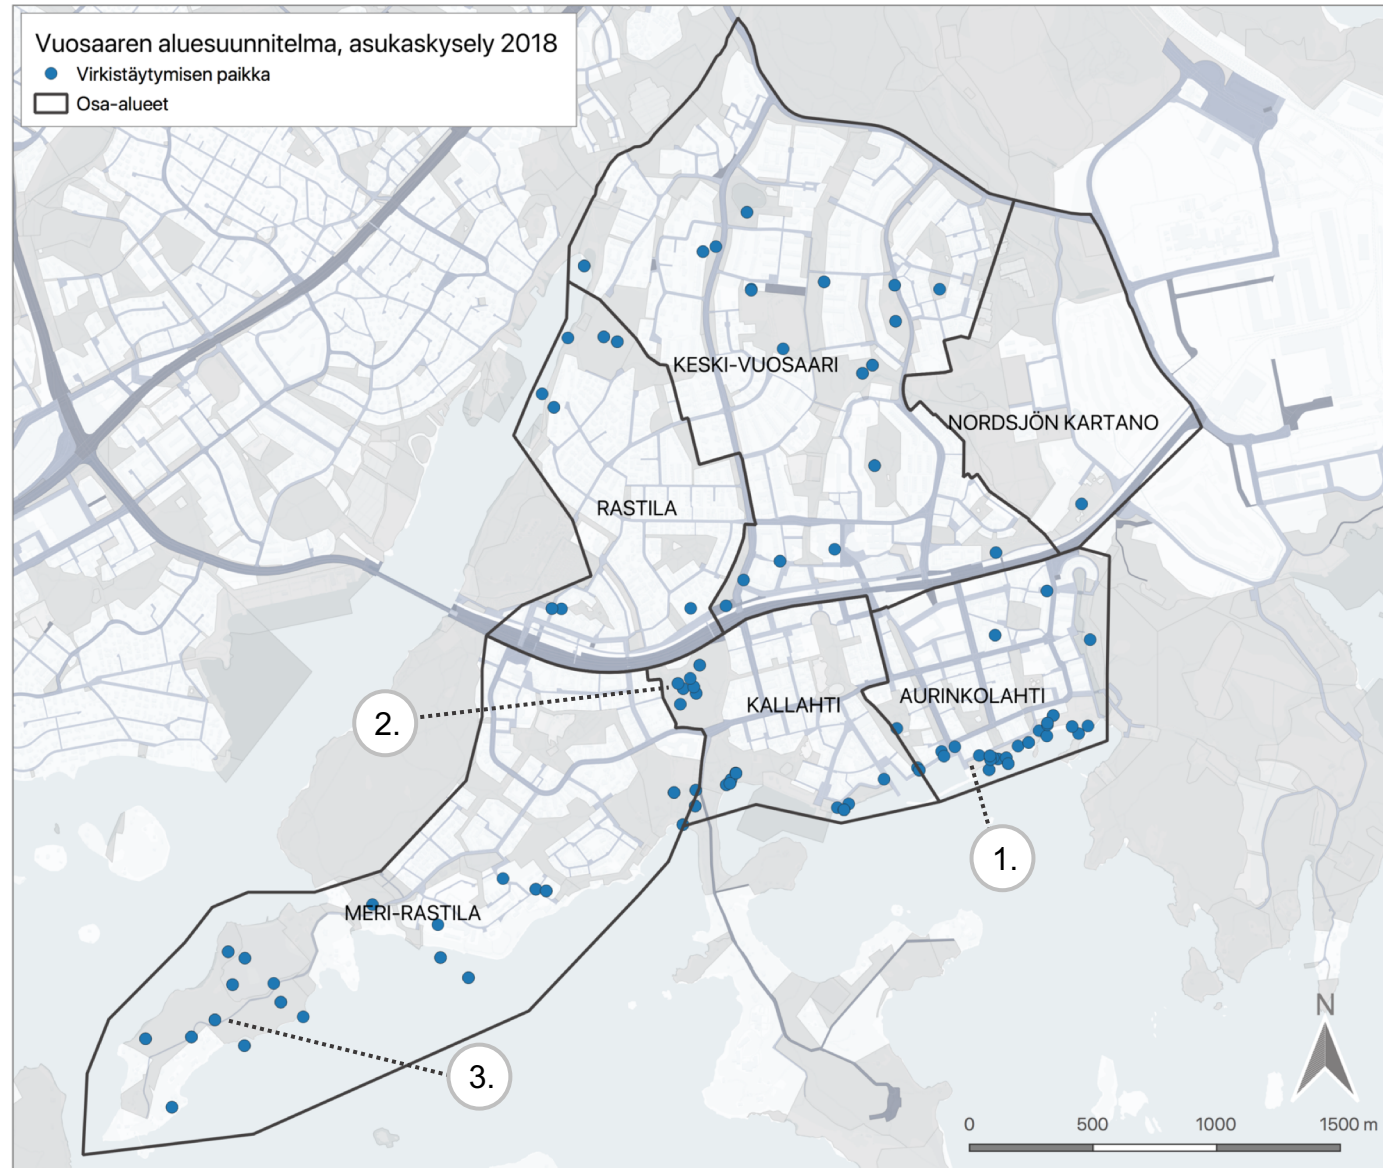 Vuosaaren aluesuunnitelma, asukaskysely 2018
Virkistäytymisen paikka
Osa-alueet
KESKI-VUOSAARI
NORDSJÖN KARTANO
RASTILA
AURINKOLAHTI
KALLAHTI
2.
1.
MERI-RASTILA
3.
N
0 500 1000 1500 m